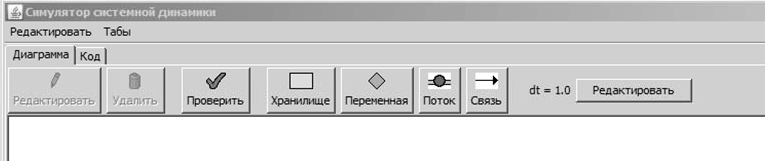 Симулятор системной динамики
Редактировать Табы
Диаграмма Код
Редактировать Удалить Проверить Хранилище Переменная Поток Связь dt = 1.0 Редактировать